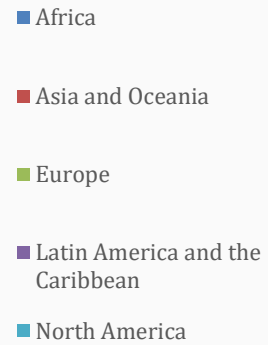 Africa
Asia and Oceania
Europe
Latin America and the
Caribbean
North America